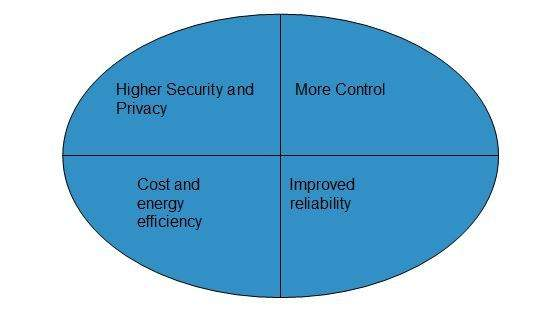 Higher Security and
Privacy
More Control
Cost and
energy
efficiency
Improved
reliability